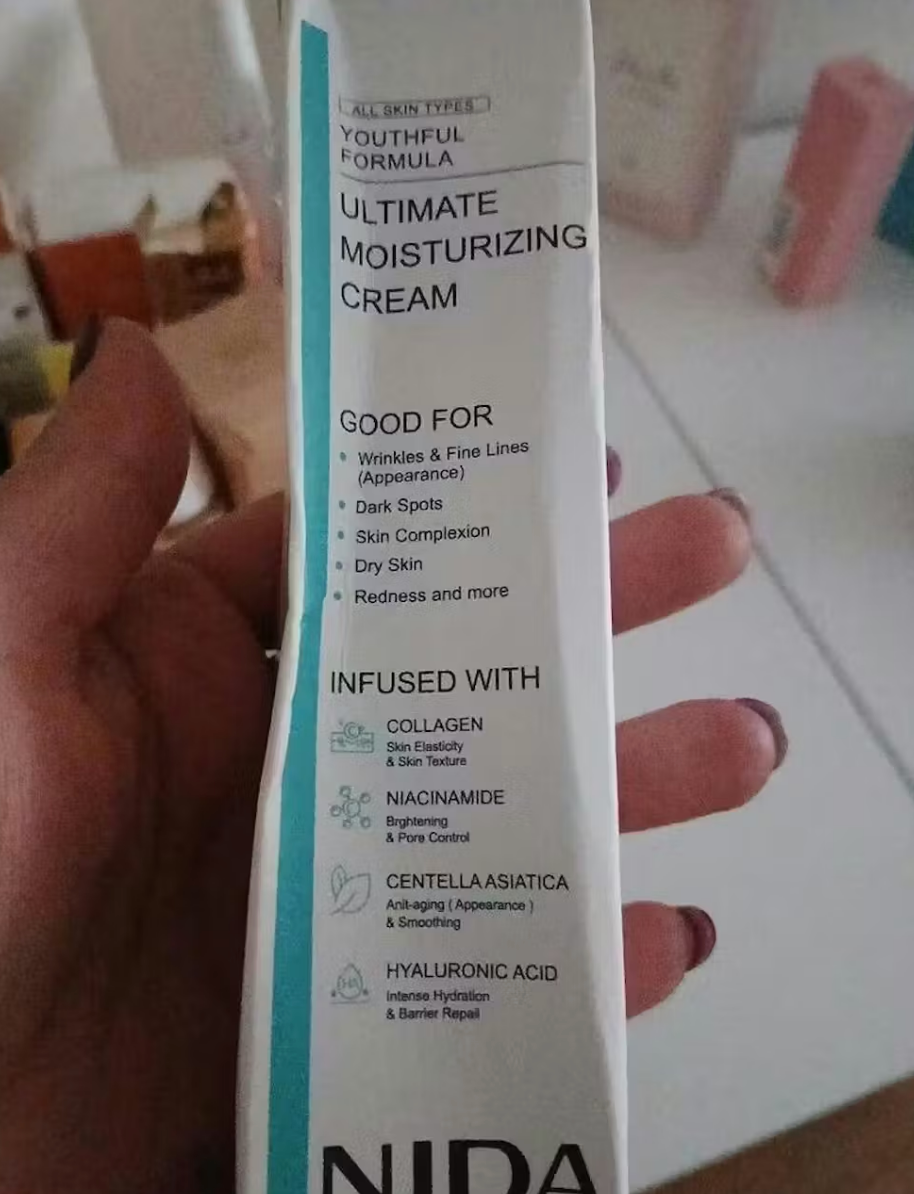 ALL SKIN TYPES
YOUTHFUL
FORMULA
ULTIMATE
MOISTURIZING
CREAM
GOOD FOR
• Wrinkles & Fine Lines
(Appearance)
• Dark Spots
• Skin Complexion
• Dry Skin
• Redness and more
INFUSED WITH
COLLAGEN
Skin Elasticity
& Skin Texture
NIACINAMIDE
Brghtening
& Pore Control
CENTELLA ASIATICA
Anit-aging ( Appearance )
& Smoothing
HA
HYALURONIC ACID
Intense Hydration
& Barrier Repail
NIDA